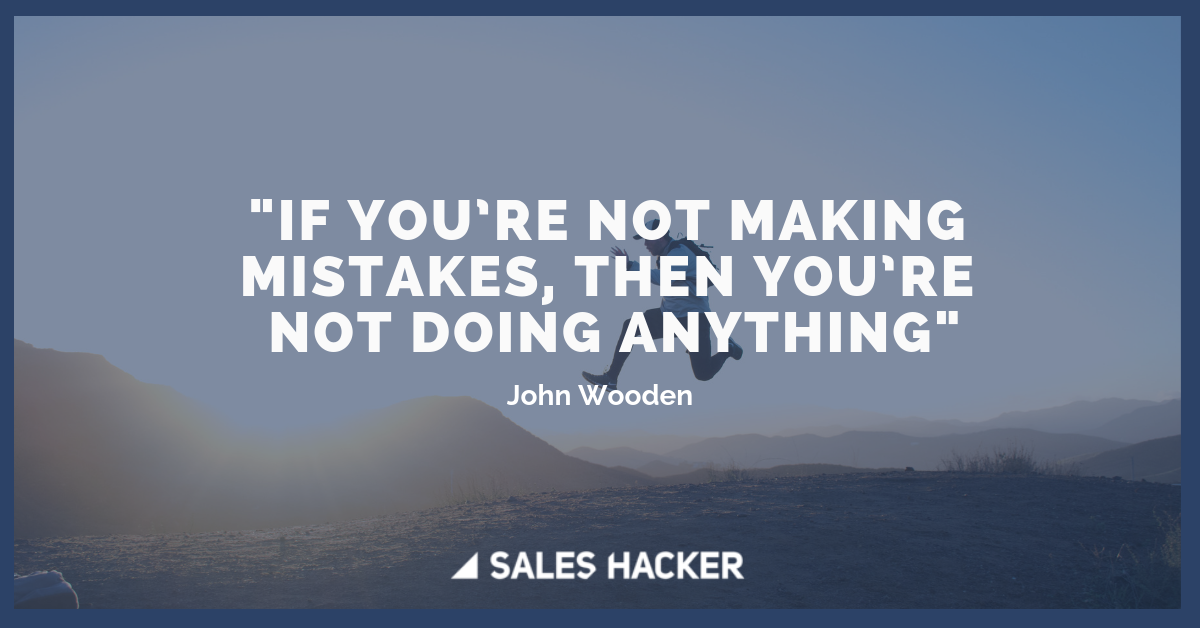 "IF YOU’RE NOT MAKING
MISTAKES, THEN YOU’RE
NOT DOING ANYTHING"
John Wooden
SALES HACKER